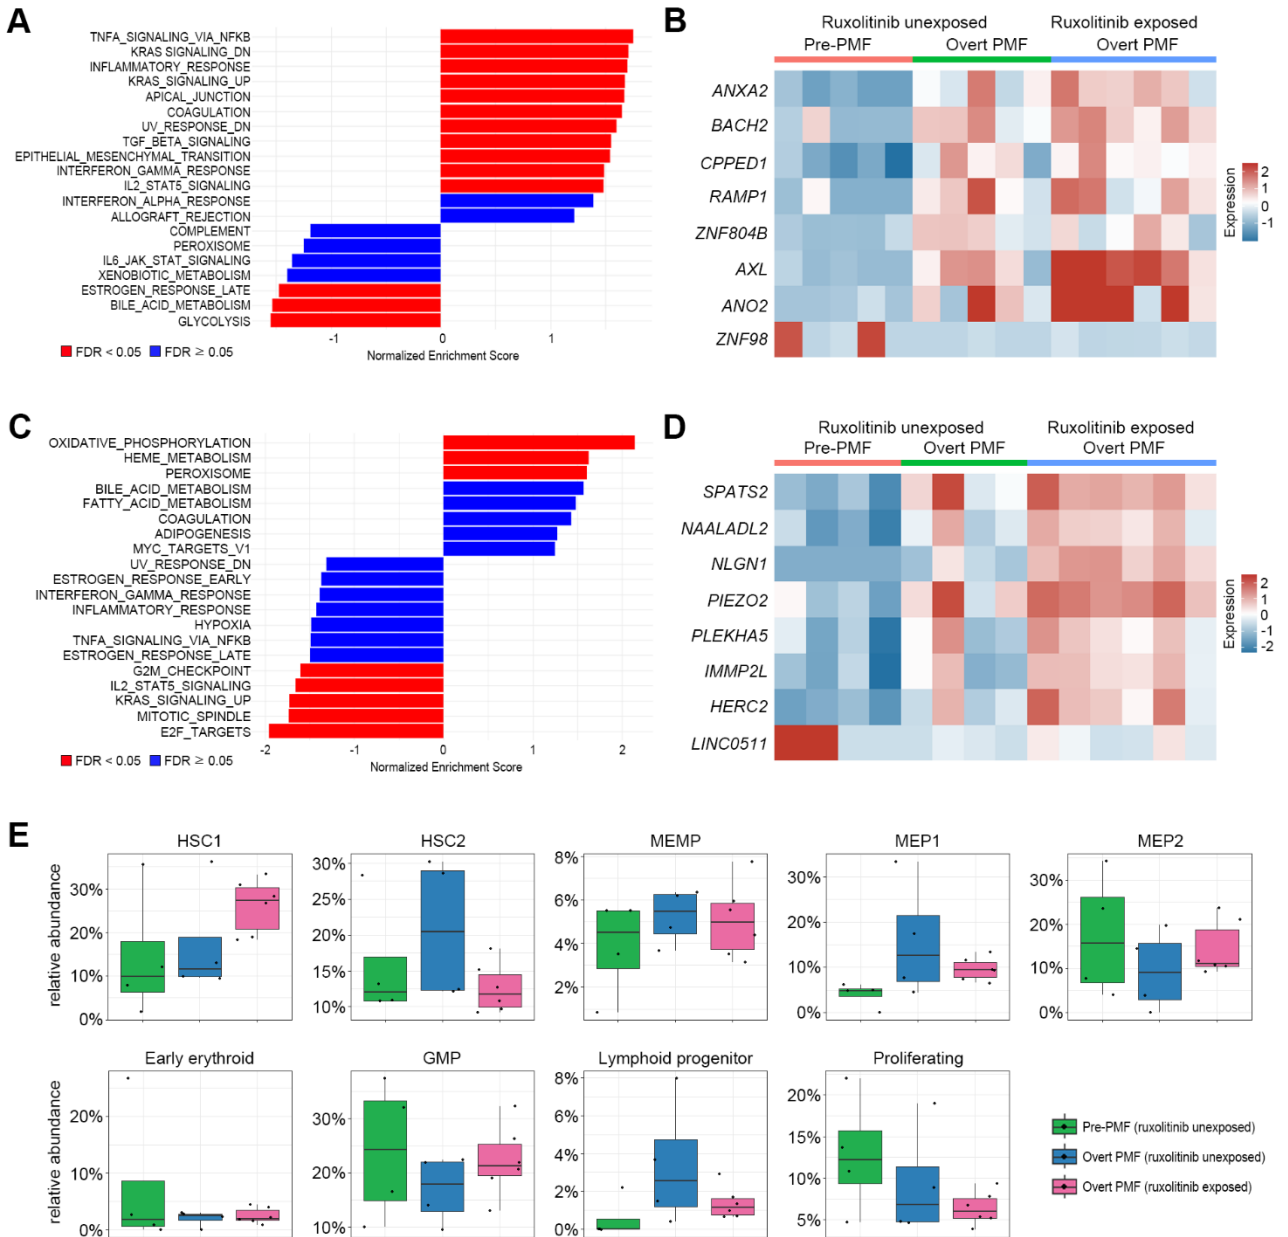 A
TNFA_SIGNALING_VIA_NFKB
KRAS SIGNALING_DN
INFLAMMATORY_RESPONSE
KRAS_SIGNALING_UP
APICAL_JUNCTION
COAGULATION
UV_RESPONSE_DN
TGF_BETA_SIGNALING
EPITHELIAL_MESENCHYMAL_TRANSITION
INTERFERON_GAMMA_RESPONSE
IL2_STAT5_SIGNALING
INTERFERON_ALPHA_RESPONSE
ALLOGRAFT_REJECTION
COMPLEMENT
PEROXISOME
IL6_JAK_STAT_SIGNALING
XENOBIOTIC_METABOLISM
ESTROGEN_RESPONSE_LATE
BILE_ACID_METABOLISM
GLYCOLYSIS
-1 0 1
FDR < 0.05 FDR ≥ 0.05 Normalized Enrichment Score
B
Ruxolitinib unexposed Ruxolitinib exposed
Pre-PMF Overt PMF Overt PMF
ANXA2
BACH2
CPPED1
RAMP1
ZNF804B
AXL
ANO2
ZNF98
Expression
2
1
0
-1
C
OXIDATIVE_PHOSPHORYLATION
HEME_METABOLISM
PEROXISOME
BILE_ACID_METABOLISM
FATTY_ACID_METABOLISM
COAGULATION
ADIPOGENESIS
MYC_TARGETS_V1
UV_RESPONSE_DN
ESTROGEN_RESPONSE_EARLY
INTERFERON_GAMMA_RESPONSE
INFLAMMATORY_RESPONSE
HYPOXIA
TNFA_SIGNALING_VIA_NFKB
ESTROGEN_RESPONSE_LATE
G2M_CHECKPOINT
IL2_STAT5_SIGNALING
KRAS_SIGNALING_UP
MITOTIC_SPINDLE
E2F_TARGETS
-2 -1 0 1 2
FDR < 0.05 FDR ≥ 0.05 Normalized Enrichment Score
D
Ruxolitinib unexposed Ruxolitinib exposed
Pre-PMF Overt PMF Overt PMF
SPATS2
NAALADL2
NLGN1
PIEZO2
PLEKHA5
IMMP2L
HERC2
LINC0511
Expression
2
1
0
-1
-2
E
HSC1 HSC2 MEMP MEP1 MEP2
relative abundance
30%
20%
10%
0%
30%
25%
20%
15%
10%
8%
6%
4%
2%
30%
20%
10%
0%
30%
20%
10%
0%
Early erythroid GMP Lymphoid progenitor Proliferating
relative abundance
20%
10%
0%
30%
20%
10%
8%
6%
4%
2%
0%
20%
15%
10%
5%
Pre-PMF (ruxolitinib unexposed)
Overt PMF (ruxolitinib unexposed)
Overt PMF (ruxolitinib exposed)